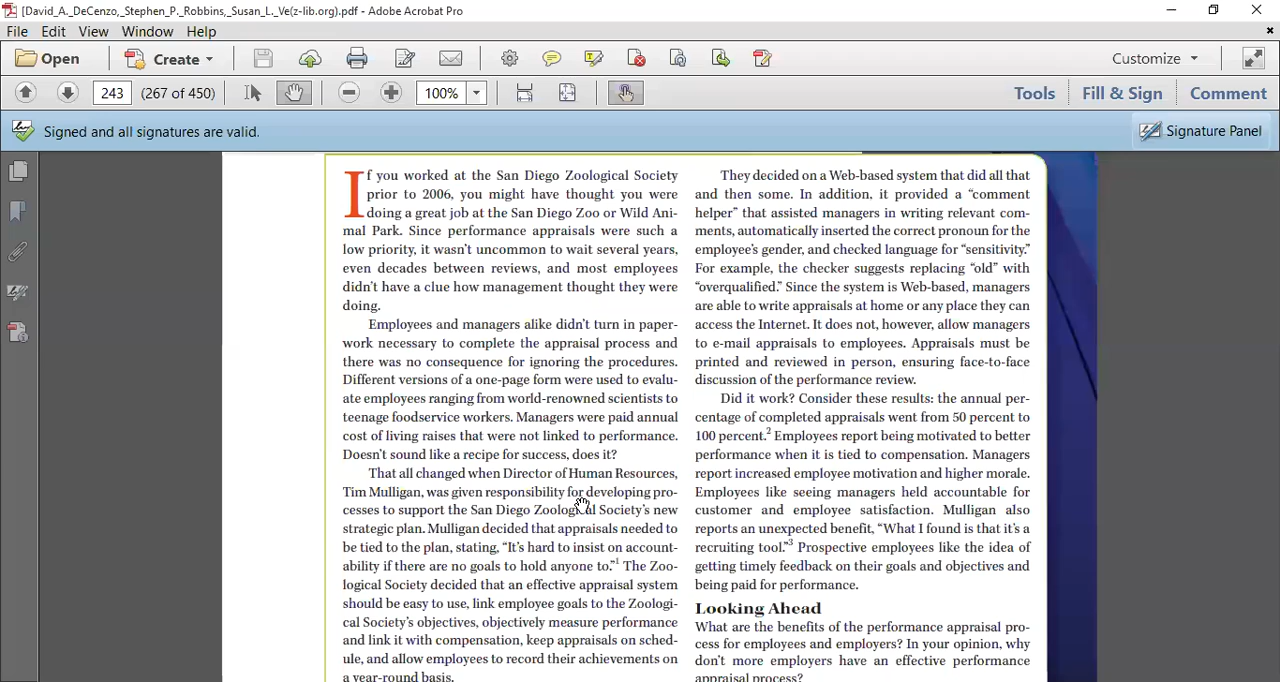 [David_A._DeCenzo,_Stephen_P._Robbins,_Susan_L._Ve(z-lib.org).pdf - Adobe Acrobat Pro
File Edit View Window Help
Open Create Customize
243 (267 of 450) 100% Tools Fill & Sign Comment
Signed and all signatures are valid. Signature Panel
If you worked at the San Diego Zoological Society
prior to 2006, you might have thought you were
doing a great job at the San Diego Zoo or Wild Ani-
mal Park. Since performance appraisals were such a
low priority, it wasn't uncommon to wait several years,
even decades between reviews, and most employees
didn't have a clue how management thought they were
doing.
Employees and managers alike didn't turn in paper-
work necessary to complete the appraisal process and
there was no consequence for ignoring the procedures.
Different versions of a one-page form were used to evalu-
ate employees ranging from world-renowned scientists to
teenage foodservice workers. Managers were paid annual
cost of living raises that were not linked to performance.
Doesn't sound like a recipe for success, does it?
That all changed when Director of Human Resources,
Tim Mulligan, was given responsibility for developing pro-
cesses to support the San Diego Zoological Society's new
strategic plan. Mulligan decided that appraisals needed to
be tied to the plan, stating, "It's hard to insist on account-
ability if there are no goals to hold anyone to."1 The Zoo-
logical Society decided that an effective appraisal system
should be easy to use, link employee goals to the Zoologi-
cal Society's objectives, objectively measure performance
and link it with compensation, keep appraisals on sched-
ule, and allow employees to record their achievements on
a year-round basis.
They decided on a Web-based system that did all that
and then some. In addition, it provided a "comment
helper" that assisted managers in writing relevant com-
ments, automatically inserted the correct pronoun for the
employee's gender, and checked language for "sensitivity."
For example, the checker suggests replacing "old" with
"overqualified." Since the system is Web-based, managers
are able to write appraisals at home or any place they can
access the Internet. It does not, however, allow managers
to e-mail appraisals to employees. Appraisals must be
printed and reviewed in person, ensuring face-to-face
discussion of the performance review.
Did it work? Consider these results: the annual per-
centage of completed appraisals went from 50 percent to
100 percent.2 Employees report being motivated to better
performance when it is tied to compensation. Managers
report increased employee motivation and higher morale.
Employees like seeing managers held accountable for
customer and employee satisfaction. Mulligan also
reports an unexpected benefit, "What I found is that it's a
recruiting tool."3 Prospective employees like the idea of
getting timely feedback on their goals and objectives and
being paid for performance.
Looking Ahead
What are the benefits of the performance appraisal pro-
cess for employees and employers? In your opinion, why
don't more employers have an effective performance
appraisal process?